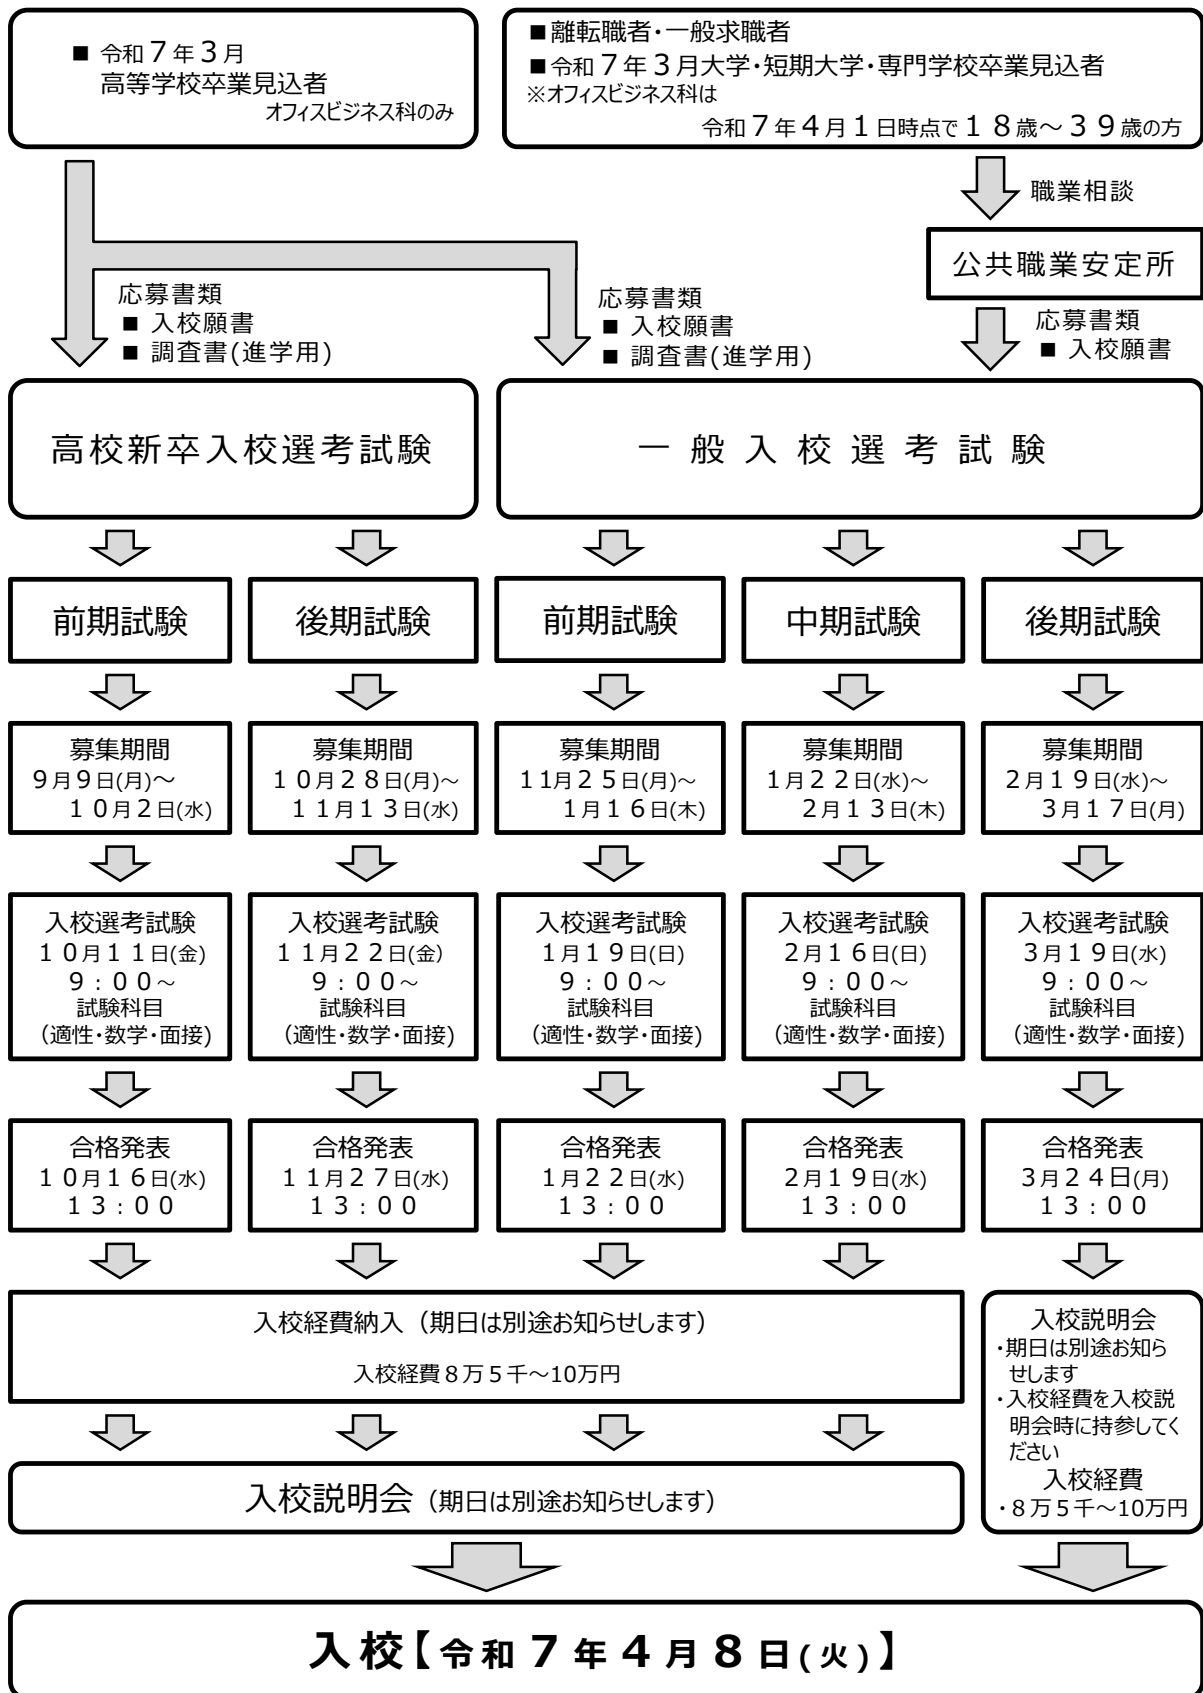 ■ 令和７年３月
高等学校卒業見込者
オフィスビジネス科のみ
■離転職者・一般求職者
■令和７年３月大学・短期大学・専門学校卒業見込者
※オフィスビジネス科は
令和７年４月１日時点で１８歳～３９歳の方
職業相談
公共職業安定所
応募書類
■ 入校願書
■ 調査書(進学用)
応募書類
■ 入校願書
■ 調査書(進学用)
応募書類
■ 入校願書
高校新卒入校選考試験
一般入校選考試験
前期試験
後期試験
前期試験
中期試験
後期試験
募集期間
９月９日(月)～
１０月２日(水)
募集期間
１０月２８日(月)～
１１月１３日(水)
募集期間
１１月２５日(月)～
１月１６日(木)
募集期間
１月２２日(水)～
２月１３日(木)
募集期間
２月１９日(水)～
３月１７日(月)
入校選考試験
１０月１１日(金)
９：００～
試験科目
（適性・数学・面接）
入校選考試験
１１月２２日(金)
９：００～
試験科目
（適性・数学・面接）
入校選考試験
１月１９日(日)
９：００～
試験科目
（適性・数学・面接）
入校選考試験
２月１６日(日)
９：００～
試験科目
（適性・数学・面接）
入校選考試験
３月１９日(水)
９：００～
試験科目
（適性・数学・面接）
合格発表
１０月１６日(水)
１３：００
合格発表
１１月２７日(水)
１３：００
合格発表
１月２２日(水)
１３：００
合格発表
２月１９日(水)
１３：００
合格発表
３月２４日(月)
１３：００
入校経費納入（期日は別途お知らせします）
入校経費８万５千～10万円
入校説明会（期日は別途お知らせします）
入校説明会
・期日は別途お知ら
せします
・入校経費を入校説
明会時に持参してく
ださい
入校経費
・８万５千～10万円
入校【令和７年４月８日(火)】